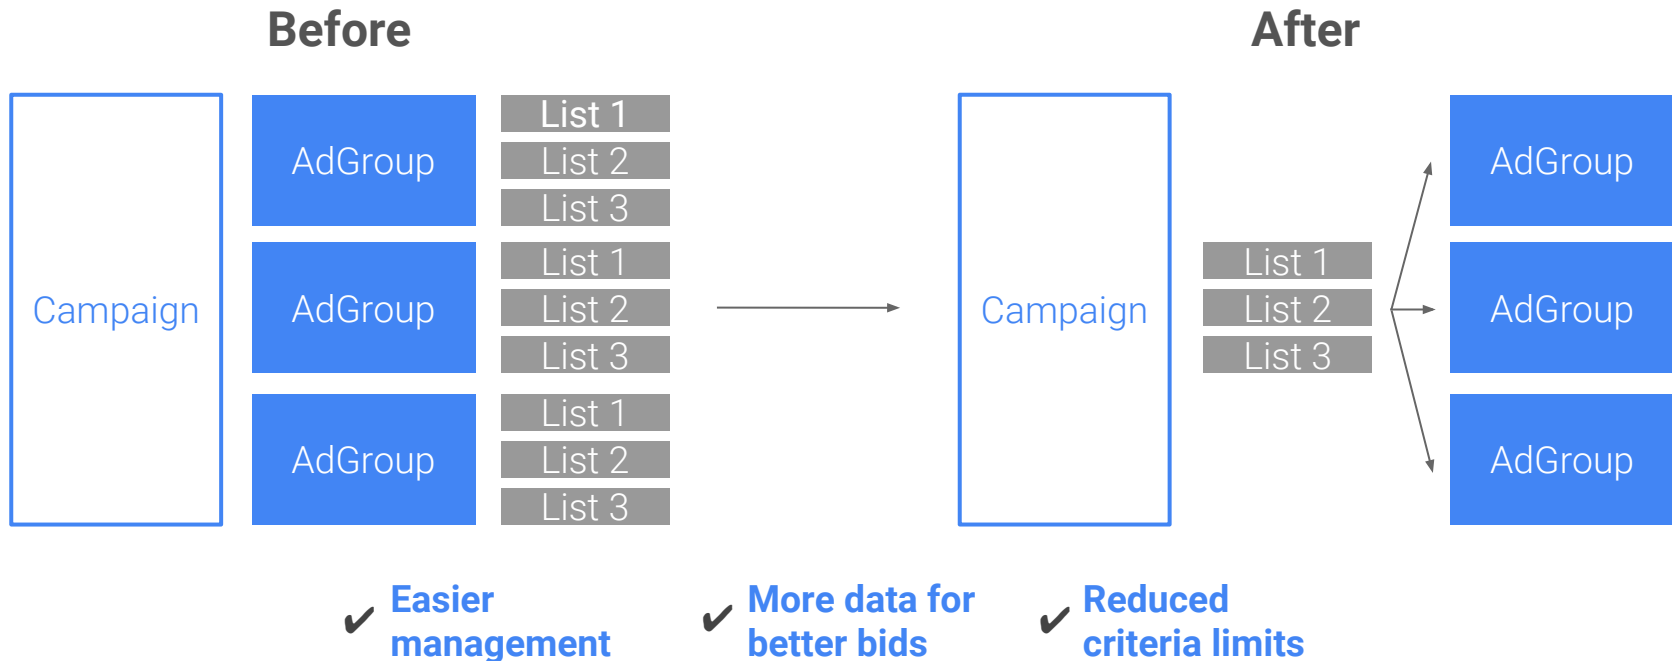 Before
After
Campaign
AdGroup
List 1
List 2
List 3
AdGroup
List 1
List 2
List 3
AdGroup
List 1
List 2
List 3
Campaign
List 1
List 2
List 3
AdGroup
AdGroup
AdGroup
✔ Easier
management
✔ More data for
better bids
✔ Reduced
criteria limits